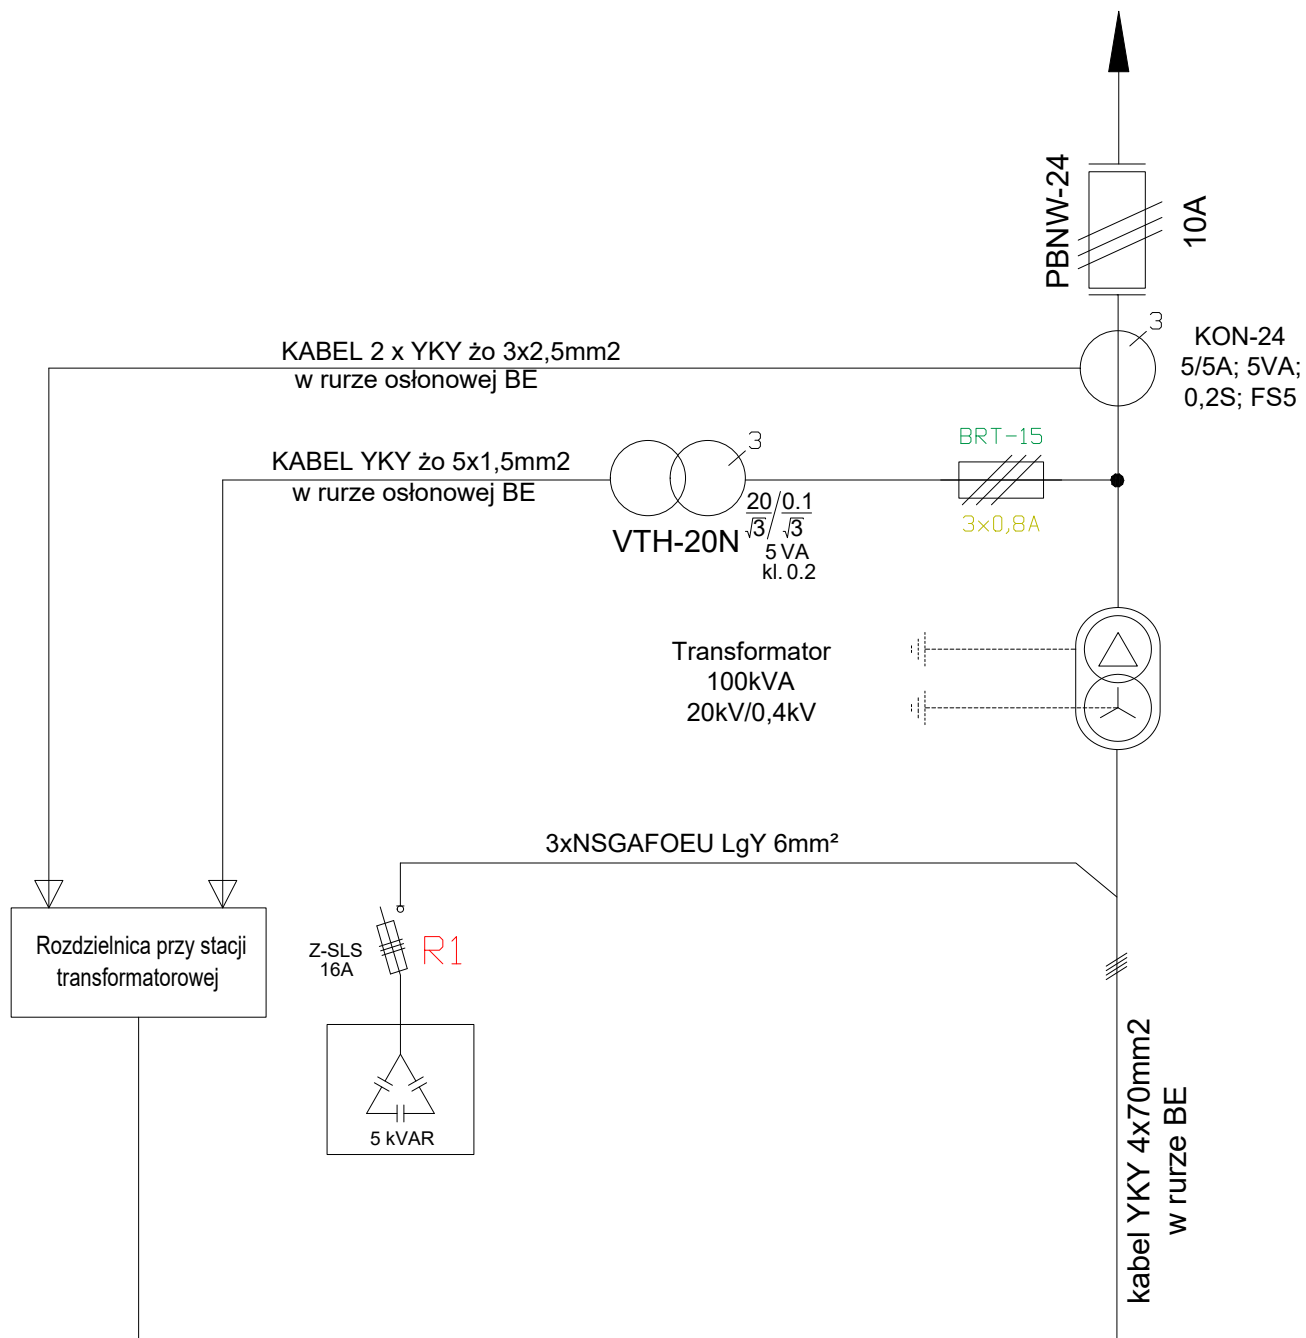 PBNW-24
10A
3
KON-24
5/5A; 5VA;
0,2S; FS5
KABEL 2 x YKY żo 3x2,5mm2
w rurze osłonowej BE
BRT-15
3x0,8A
KABEL YKY żo 5x1,5mm2
w rurze osłonowej BE
3
VTH-20N
20/√3 / 0.1/√3
5 VA
kl. 0.2
Transformator
100kVA
20kV/0,4kV
3xNSGAFOEU LgY 6mm²
Rozdzielnica przy stacji
transformatorowej
Z-SLS
16A
R1
5 kVAR
kabel YKY 4x70mm2
w rurze BE